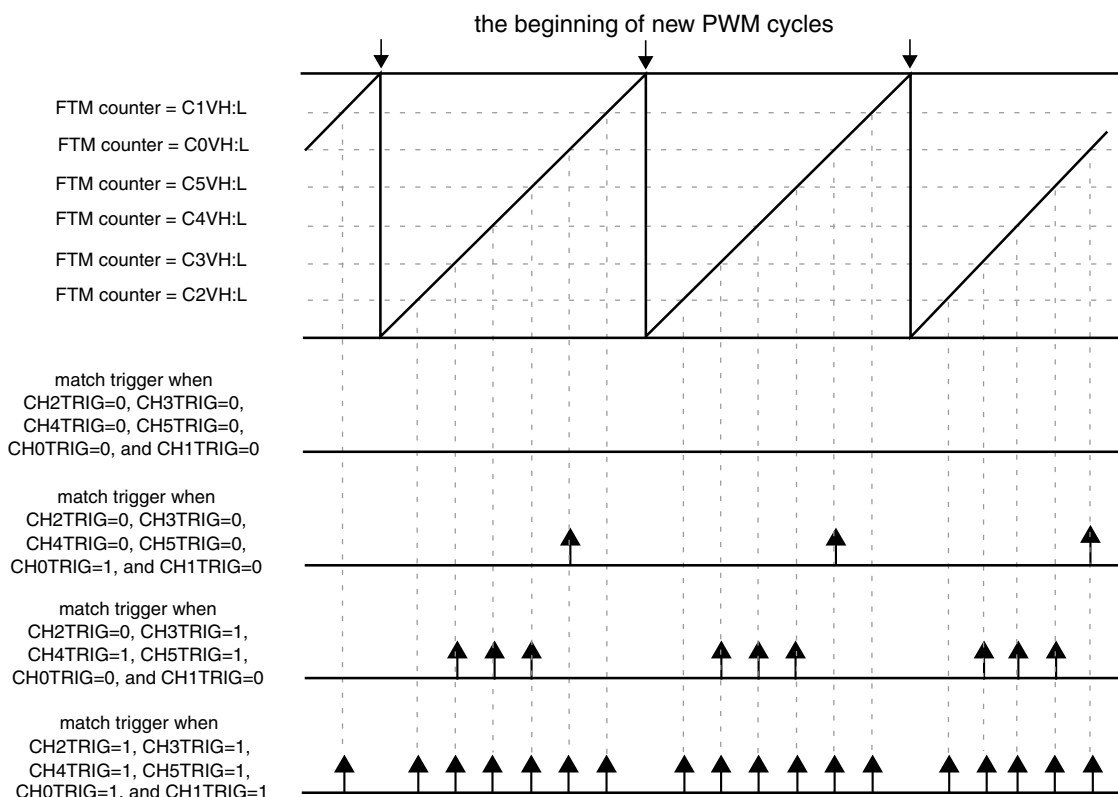 the beginning of new PWM cycles
FTM counter = C1VH:L
FTM counter = C0VH:L
FTM counter = C5VH:L
FTM counter = C4VH:L
FTM counter = C3VH:L
FTM counter = C2VH:L
match trigger when
CH2TRIG=0, CH3TRIG=0,
CH4TRIG=0, CH5TRIG=0,
CH0TRIG=0, and CH1TRIG=0
match trigger when
CH2TRIG=0, CH3TRIG=0,
CH4TRIG=0, CH5TRIG=0,
CH0TRIG=1, and CH1TRIG=0
match trigger when
CH2TRIG=0, CH3TRIG=1,
CH4TRIG=1, CH5TRIG=1,
CH0TRIG=0, and CH1TRIG=0
match trigger when
CH2TRIG=1, CH3TRIG=1,
CH4TRIG=1, CH5TRIG=1,
CH0TRIG=1, and CH1TRIG=1